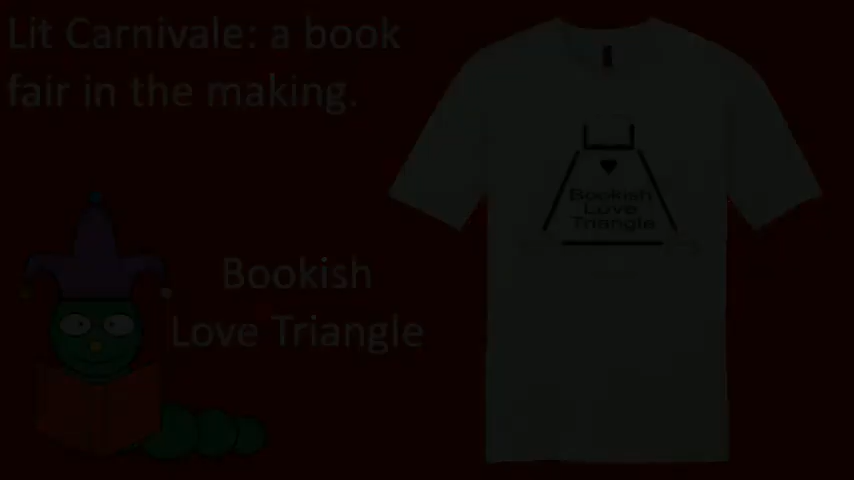 Lit Carnivale: a book
fair in the making.
Bookish
Love Triangle
Bookish
Love
Triangle